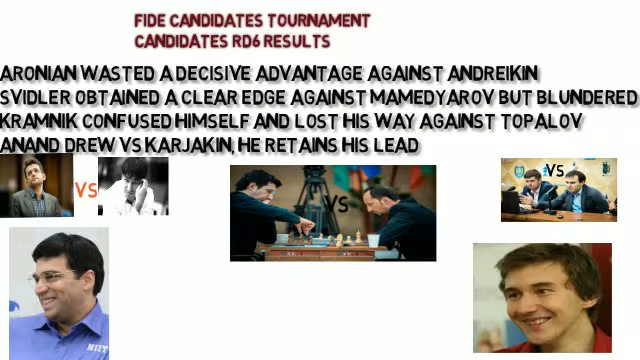 FIDE CANDIDATES TOURNAMENT
CANDIDATES RD6 RESULTS
ARONIAN WASTED A DECISIVE ADVANTAGE AGAINST ANDREIKIN
SVIDLER OBTAINED A CLEAR EDGE AGAINST MAMEDYAROV BUT BLUNDERED
KRAMNIK CONFUSED HIMSELF AND LOST HIS WAY AGAINST TOPALOV
ANAND DREW VS KARJAKIN, HE RETAINS HIS LEAD
VS
VS
VS
NIIT